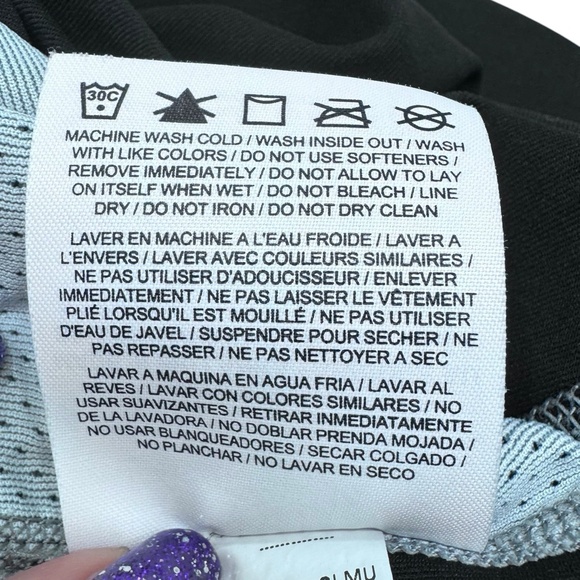 30C
MACHINE WASH COLD / WASH INSIDE OUT / WASH
WITH LIKE COLORS / DO NOT USE SOFTENERS /
REMOVE IMMEDIATELY / DO NOT ALLOW TO LAY
ON ITSELF WHEN WET / DO NOT BLEACH / LINE
DRY / DO NOT IRON / DO NOT DRY CLEAN
LAVER EN MACHINE A L'EAU FROIDE / LAVER A
L'ENVERS / LAVER AVEC COULEURS SIMILAIRES /
NE PAS UTILISER D'ADOUCISSEUR / ENLEVER
IMMEDIATEMENT / NE PAS LAISSER LE VÊTEMENT
PLIÉ LORSQU'IL EST MOUILLÉ / NE PAS UTILISER
D'EAU DE JAVEL / SUSPENDRE POUR SECHER / NE
PAS REPASSER / NE PAS NETTOYER A SEC
LAVAR A MAQUINA EN AGUA FRIA / LAVAR AL
REVES / LAVAR CON COLORES SIMILARES / NO
USAR SUAVIZANTES / RETIRAR INMEDIATAMENTE
DE LA LAVADORA / NO DOBLAR PRENDA MOJADA /
NO USAR BLANQUEADORES / SECAR COLGADO /
NO PLANCHAR / NO LAVAR EN SECO